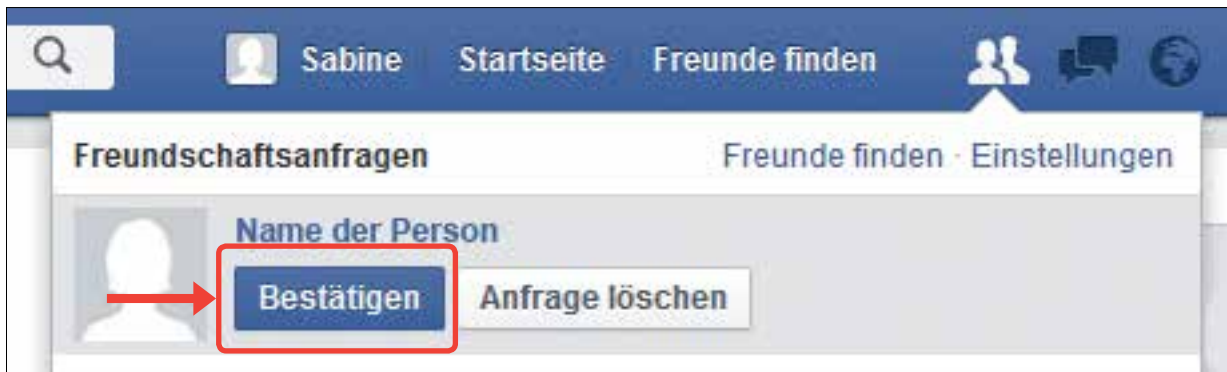 Sabine Startseite Freunde finden
Freundschaftsanfragen Freunde finden · Einstellungen
Name der Person
Bestätigen Anfrage löschen